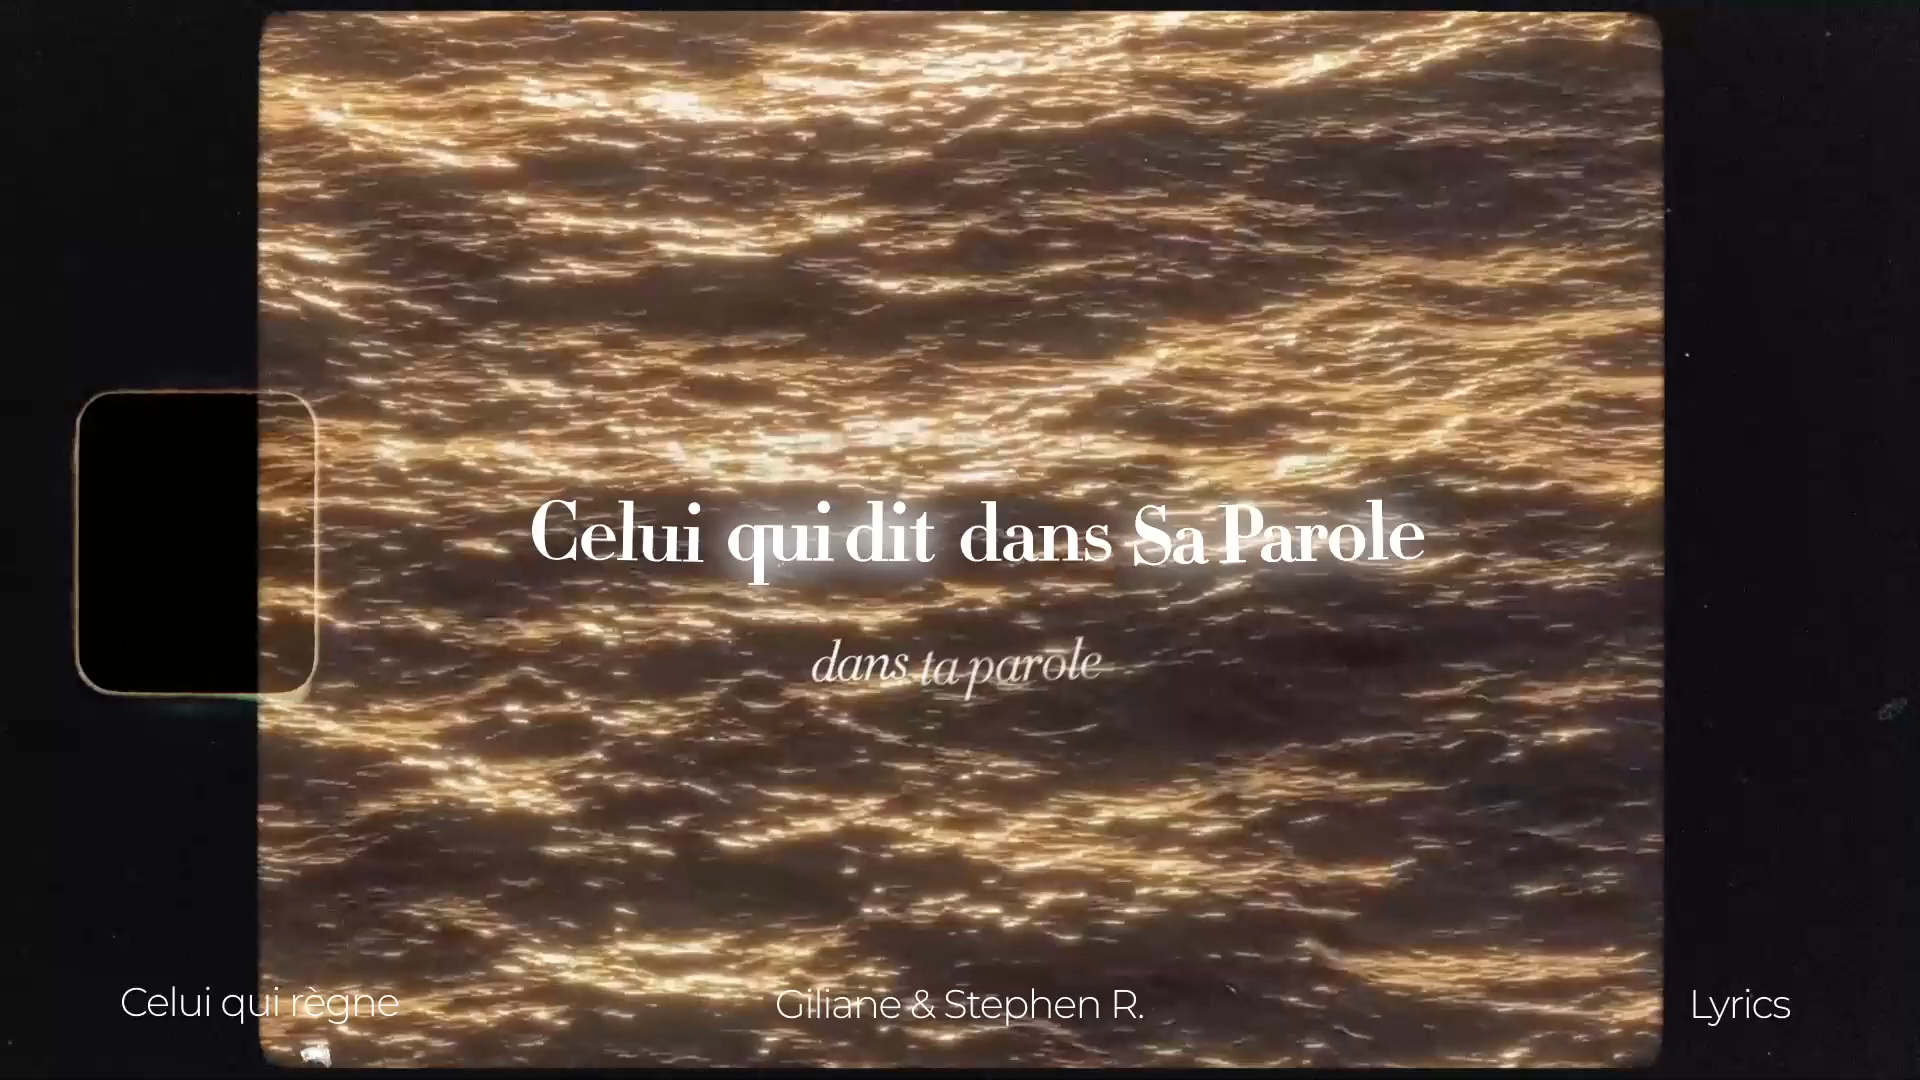 Celui qui dit dans Sa Parole
dans ta parole
Celui qui règne
Giliane & Stephen R.
Lyrics